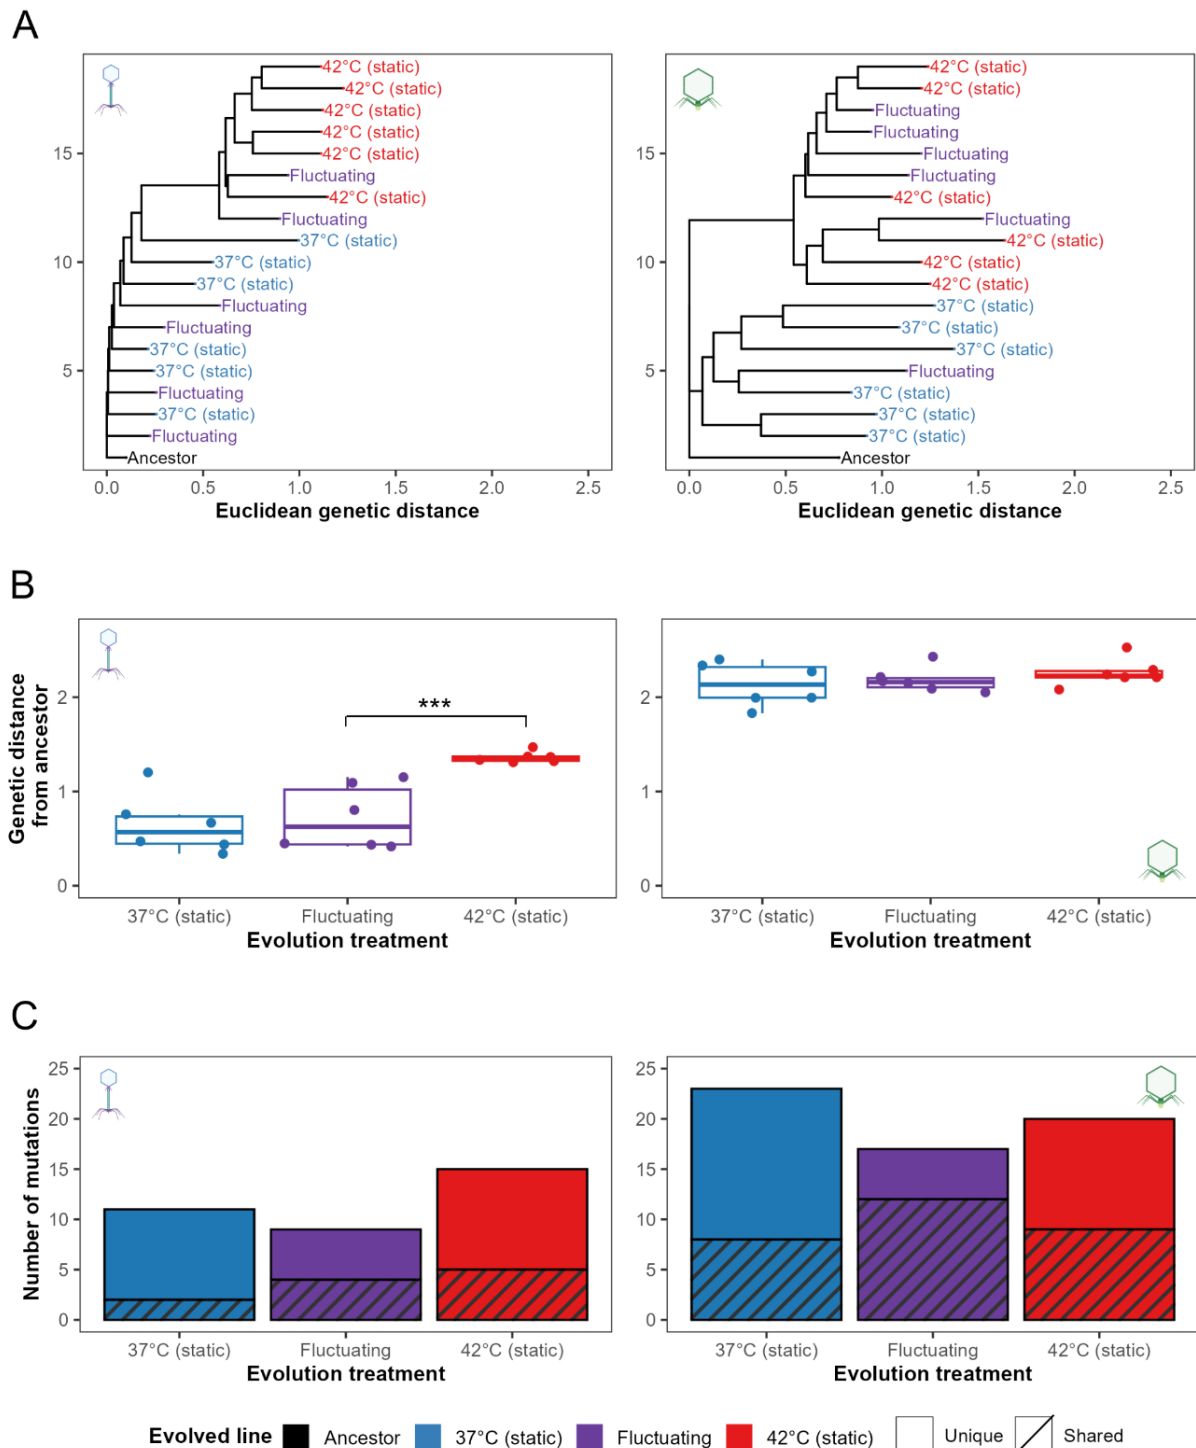 A
42°C (static)
42°C (static)
42°C (static)
42°C (static)
42°C (static)
Fluctuating
42°C (static)
Fluctuating
37°C (static)
37°C (static)
37°C (static)
Fluctuating
Fluctuating
37°C (static)
37°C (static)
Fluctuating
37°C (static)
Fluctuating
Ancestor
15
10
5
0.0 0.5 1.0 1.5 2.0 2.5
Euclidean genetic distance
42°C (static)
42°C (static)
Fluctuating
Fluctuating
Fluctuating
Fluctuating
42°C (static)
Fluctuating
42°C (static)
42°C (static)
42°C (static)
37°C (static)
37°C (static)
37°C (static)
Fluctuating
37°C (static)
37°C (static)
37°C (static)
Ancestor
15
10
5
0.0 0.5 1.0 1.5 2.0 2.5
Euclidean genetic distance
B
Genetic distance
from ancestor
2
1
0
***
37°C (static) Fluctuating 42°C (static)
Evolution treatment
2
1
0
37°C (static) Fluctuating 42°C (static)
Evolution treatment
C
Number of mutations
25
20
15
10
5
0
37°C (static) Fluctuating 42°C (static)
Evolution treatment
25
20
15
10
5
0
37°C (static) Fluctuating 42°C (static)
Evolution treatment
Evolved line Ancestor 37°C (static) Fluctuating 42°C (static) Unique Shared